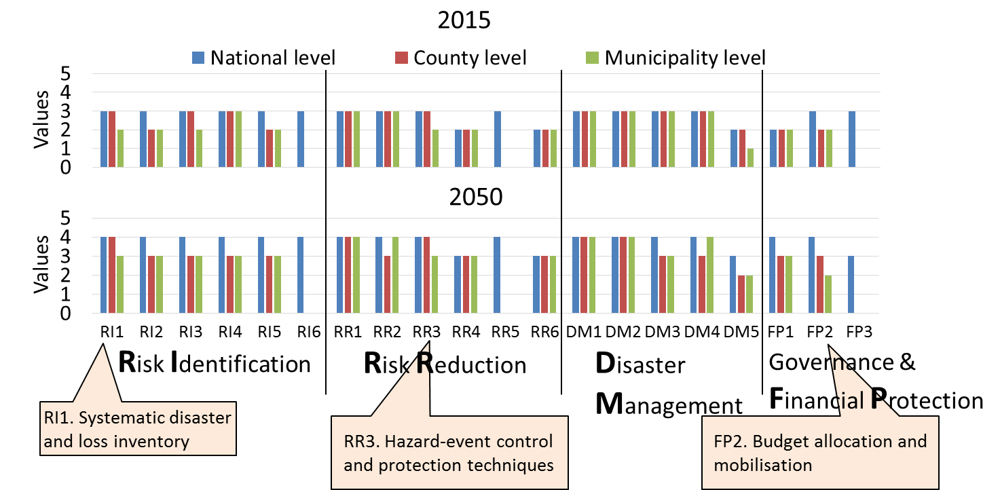 2015
National level County level Municipality level
5
4
3
2
1
0
Values
2050
5
4
3
2
1
0
Values
RI1 RI2 RI3 RI4 RI5 RI6 RR1 RR2 RR3 RR4 RR5 RR6 DM1 DM2 DM3 DM4 DM5 FP1 FP2 FP3
Risk Identification
Risk Reduction
Disaster
Management
Governance &
Financial Protection
RI1. Systematic disaster
and loss inventory
RR3. Hazard-event control
and protection techniques
FP2. Budget allocation and
mobilisation